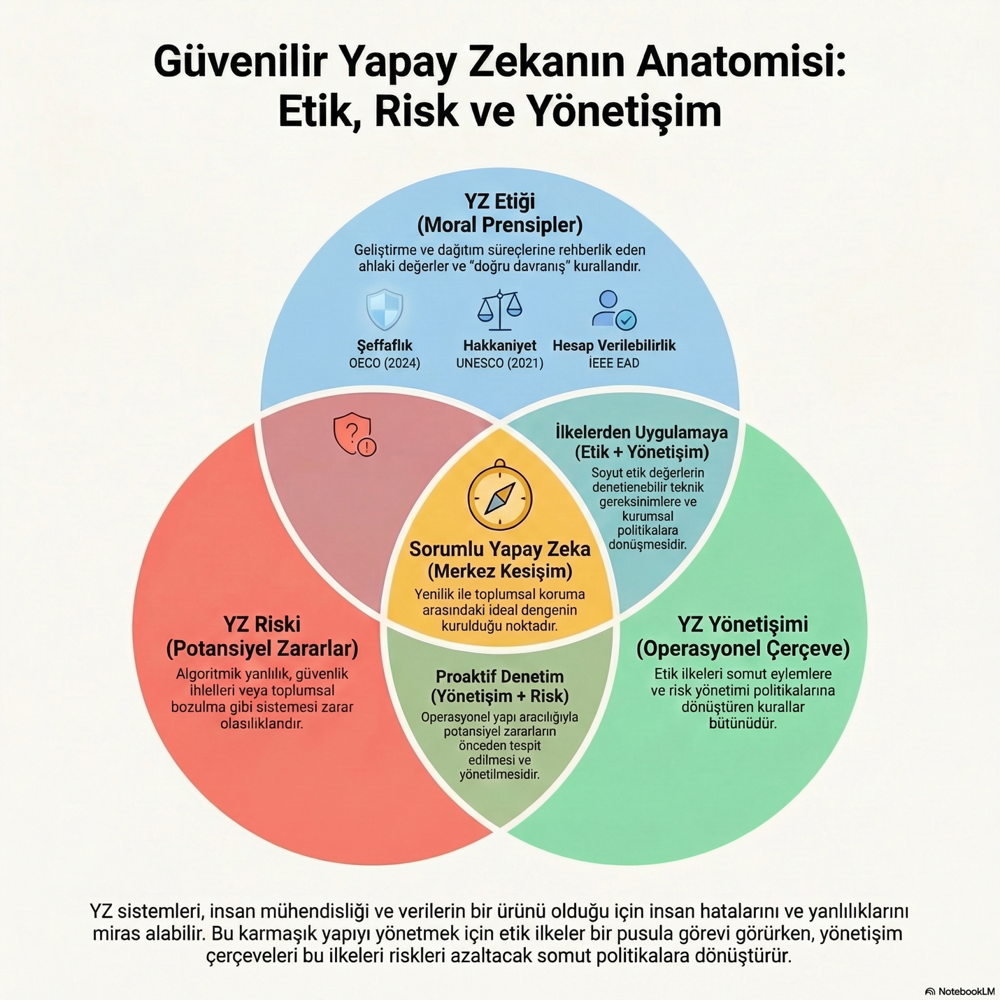 Güvenilir Yapay Zekanın Anatomisi:
Etik, Risk ve Yönetişim
YZ Etiği
(Moral Prensipler)
Geliştirme ve dağıtım süreçlerine rehberlik eden
ahlaki değerler ve “doğru davranış” kurallandır.
Şeffaflık
OECO (2024)
Hakkaniyet
UNESCO (2021)
Hesap Verilebilirlik
İEEE EAD
?
!
İlkelerden Uygulamaya
(Etik + Yönetişim)
Soyut etik değerlerin
denetienebilir teknik
gereksinimlere ve
kurumsal
politikalara
donüşmesidir.
Sorumlu Yapay Zeka
(Merkez Kesişim)
Yenilik ile toplumsal koruma
arasındaki ideal dengenin
kurulduğu noktadır.
YZ Riski
(Potansiyel Zararlar)
Algoritmik yanlılık, güvenlik
ihlelleri veya toplumsal
bozulma gibi sistemesi zarar
olasıliklandır.
YZ Yönetişimi
(Operasyonel Çerçeve)
Etik ilkeleri somut eylemlere
ve risk yönetimi politikalarına
dönüştüren kurallar
bütünüdür.
Proaktif Denetim
(Yönetişim + Risk)
Operasyonel yapı aracılığıyla
potansiyel zararların
önceden tespit
edilmesi ve
yönetilmesidir.
YZ sistemleri, insan mühendisliği ve verilerin bir ürünü olduğu için insan hatalarını ve yanlılıklarını
miras alabilir. Bu karmaşık yapıyı yönetmek için etik ilkeler bir pusula görevi görürken, yönetişim
çerçeveleri bu ilkeleri riskleri azaltacak somut politikalara dönüştürür.
NotebookLM